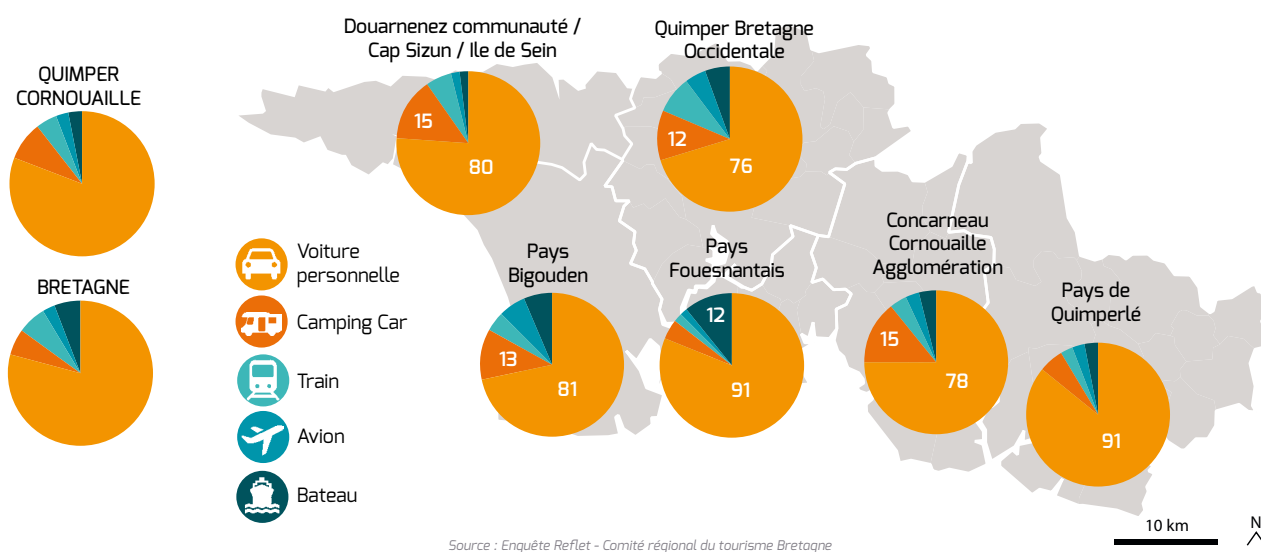 Douarnenez communauté /
Cap Sizun / Ile de Sein
15
80
Quimper Bretagne
Occidentale
12
76
QUIMPER
CORNOUAILLE
BRETAGNE
Voiture
personnelle
Camping Car
Train
Avion
Bateau
Pays
Bigouden
13
81
Pays
Fouesnantais
12
91
Concarneau
Cornouaille
Agglomération
15
78
Pays de
Quimperlé
91
10 km
N
Source : Enquête Reflet - Comité régional du tourisme Bretagne